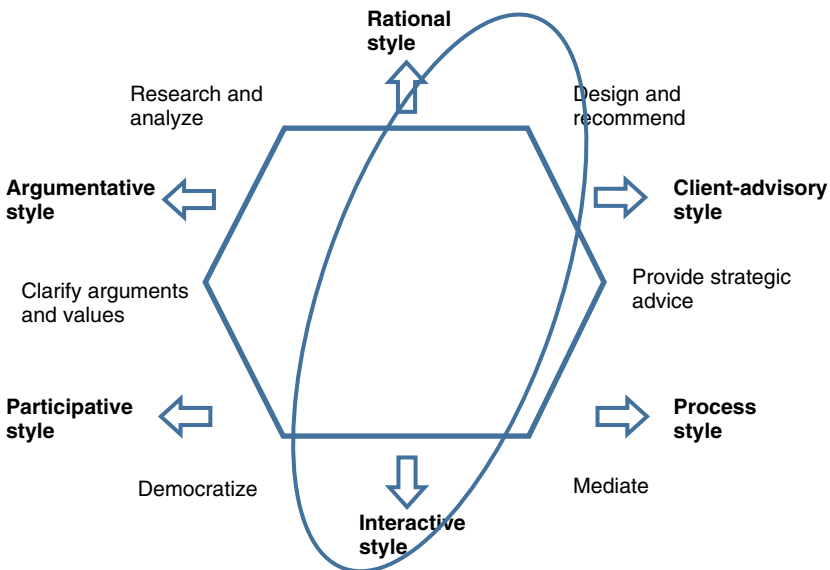 Rational
style
Research and
analyze
Design and
recommend
Argumentative
style
Client-advisory
style
Clarify arguments
and values
Provide strategic
advice
Participative
style
Process
style
Democratize
Mediate
Interactive
style